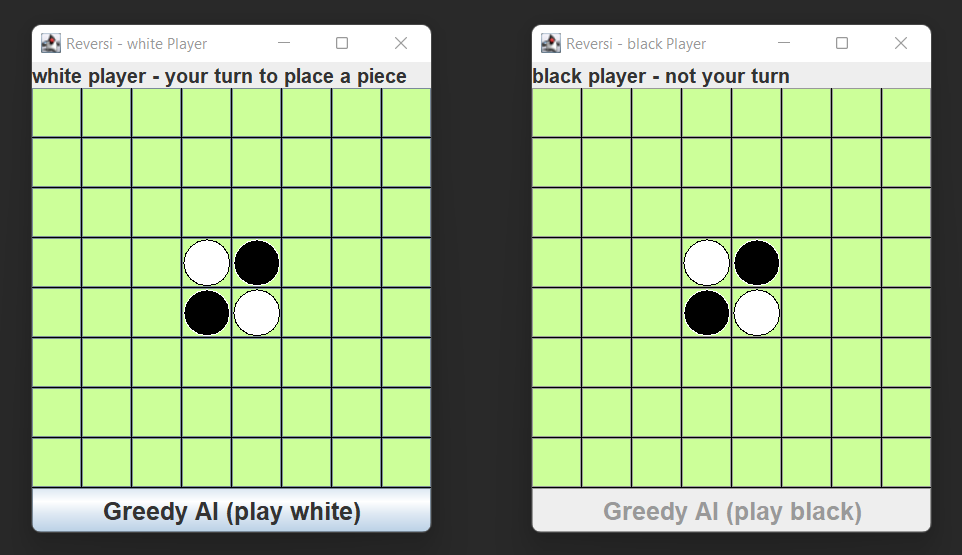 Reversi - white Player
white player - your turn to place a piece
Greedy AI (play white)
Reversi - black Player
black player - not your turn
Greedy AI (play black)